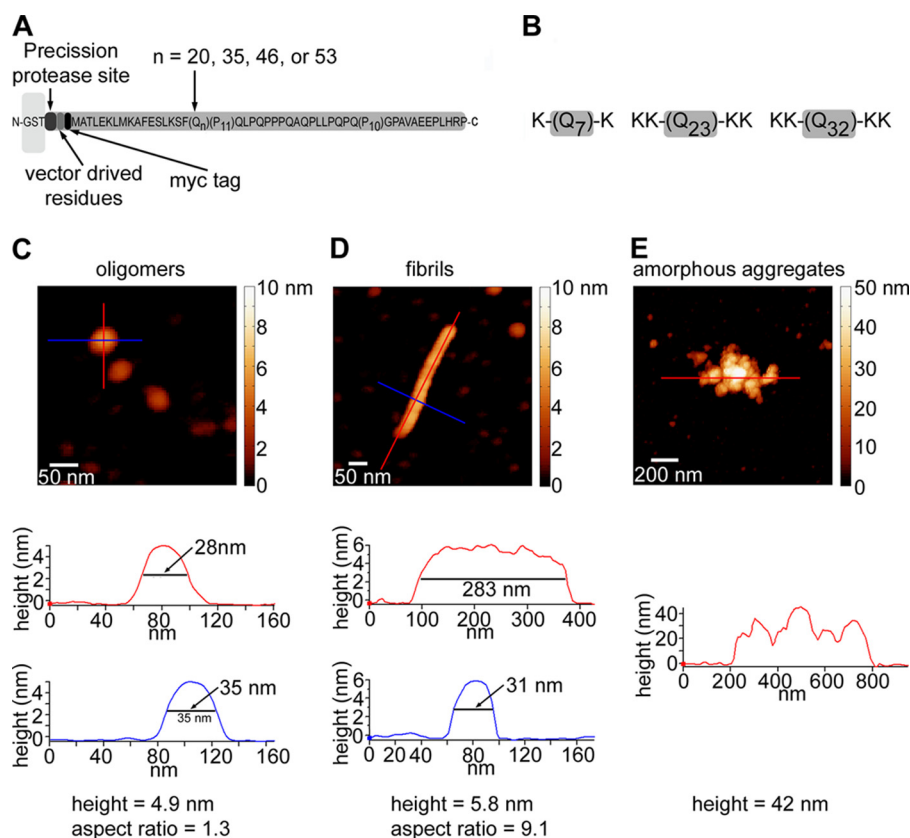 A
Precission
protease site
n = 20, 35, 46, or 53
N-GST
MATLEKLMKAFESLKSF(Qn)(P11)QLPQPPPQAQPLLPQPQ(P10)GPAVAEEPLHRP-C
vector drived
residues
myc tag
B
K-(Q7)-K KK-(Q23)-KK KK-(Q32)-KK
C
oligomers
10 nm
8
6
4
2
0
50 nm
D
fibrils
10 nm
8
6
4
2
0
50 nm
E
amorphous aggregates
50 nm
40
30
20
10
0
200 nm
height (nm)
4
2
0
28nm
0 40 80 120 160
nm
height (nm)
4
2
0
35 nm
35 nm
0 40 80 120 160
nm
height = 4.9 nm
aspect ratio = 1.3
height (nm)
6
4
2
0
283 nm
0 100 200 300 400
nm
height (nm)
6
4
2
0
31 nm
0 40 80 120 160
nm
height = 5.8 nm
aspect ratio = 9.1
height (nm)
40
20
0
0 200 400 600 800
nm
height = 42 nm